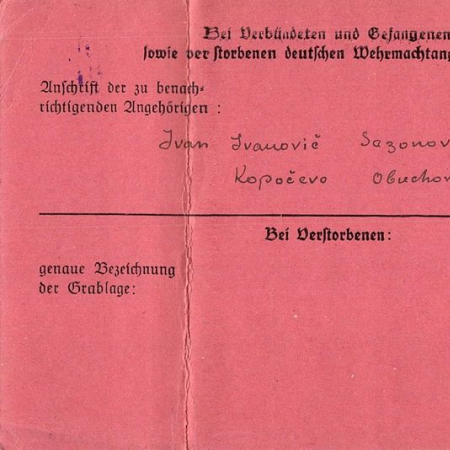 Bei Verbündeten und Gefangenen
sowie verstorbenen deutschen Wehrmachtang
Anschrift der zu benach-
richtigenden Angehörigen :
Ivan Ivanovič Sazonov
Kopočevo Obuchov
Bei Verstorbenen:
genaue Bezeichnung
der Grablage: